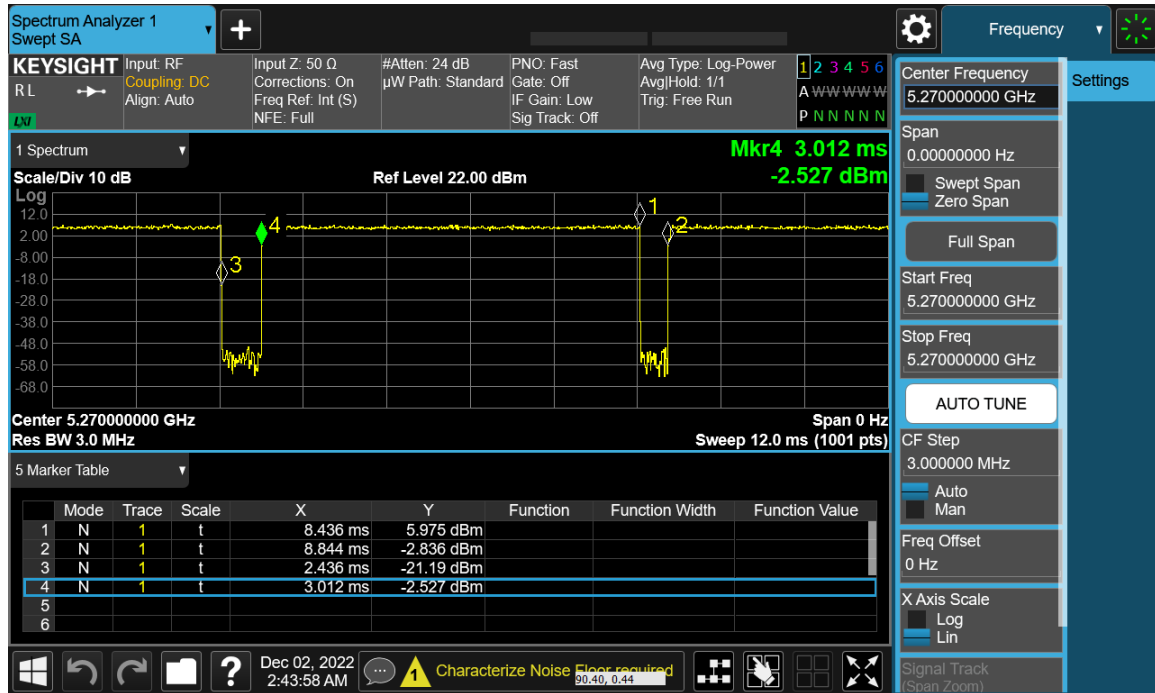 Spectrum Analyzer 1
Swept SA
Frequency
KEYSIGHT
R L
LXI
Input: RF
Coupling: DC
Align: Auto
Input Z: 50 Ω
Corrections: On
Freq Ref: Int (S)
NFE: Full
#Atten: 24 dB
µW Path: Standard
PNO: Fast
Gate: Off
IF Gain: Low
Sig Track: Off
Avg Type: Log-Power
Avg|Hold: 1/1
Trig: Free Run
1 2 3 4 5 6
A W W W W W W
P N N N N N
1 Spectrum
Mkr4 3.012 ms
-2.527 dBm
Scale/Div 10 dB
Ref Level 22.00 dBm
Log
12.0
2.00
-8.00
-18.0
-28.0
-38.0
-48.0
-58.0
-68.0
1
2
3
4
Center 5.270000000 GHz
Span 0 Hz
Res BW 3.0 MHz
Sweep 12.0 ms (1001 pts)
5 Marker Table
Mode Trace Scale X Y Function Function Width Function Value
1 N 1 t 8.436 ms 5.975 dBm
2 N 1 t 8.844 ms -2.836 dBm
3 N 1 t 2.436 ms -21.19 dBm
4 N 1 t 3.012 ms -2.527 dBm
5
6
Center Frequency
5.270000000 GHz
Settings
Span
0.00000000 Hz
Swept Span
Zero Span
Full Span
Start Freq
5.270000000 GHz
Stop Freq
5.270000000 GHz
AUTO TUNE
CF Step
3.000000 MHz
Auto
Man
Freq Offset
0 Hz
X Axis Scale
Log
Lin
Signal Track
(Span Zoom)
?
Dec 02, 2022
2:43:58 AM
1
Characterize Noise Floor required
90.40, 0.44